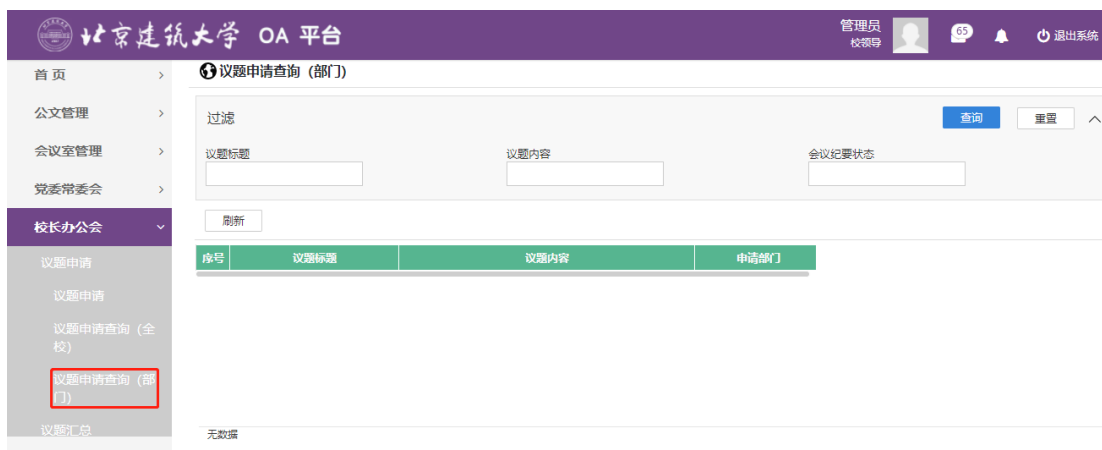 北京建筑大学 OA 平台
管理员
校领导
65
退出系统
首页
公文管理
会议室管理
党委常委会
校长办公会
议题申请
议题申请
议题申请查询（全
校）
议题申请查询（部
门）
议题汇总
议题申请查询（部门）
过滤
查询
重置
议题标题
议题内容
会议纪要状态
刷新
序号 议题标题 议题内容 申请部门
无数据